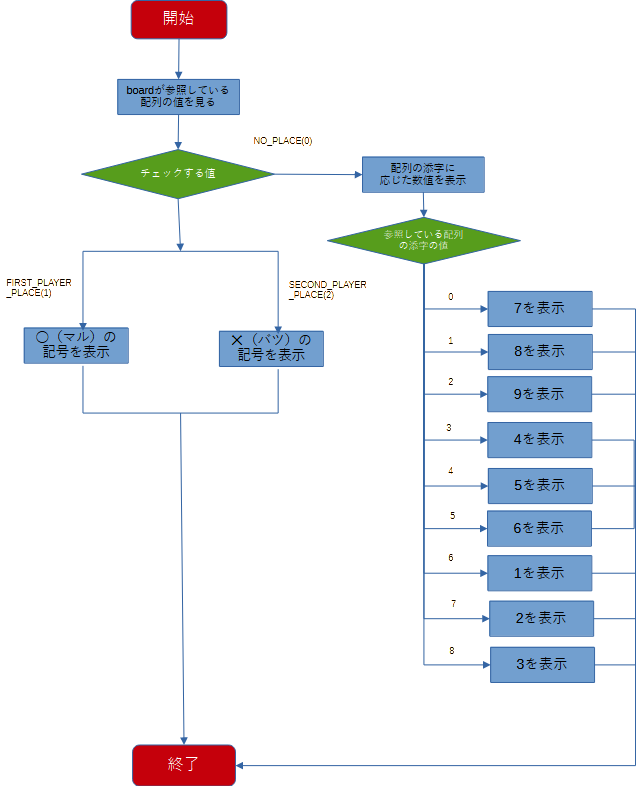 開始
boardが参照している
配列の値を見る
チェックする値
NO_PLACE(0)
配列の添字に
応じた数値を表示
参照している配列
の添字の値
FIRST_PLAYER
_PLACE(1)
SECOND_PLAYER
_PLACE(2)
〇（マル）の
記号を表示
×（バツ）の
記号を表示
0
7を表示
1
8を表示
2
9を表示
3
4を表示
4
5を表示
5
6を表示
6
1を表示
7
2を表示
8
3を表示
終了